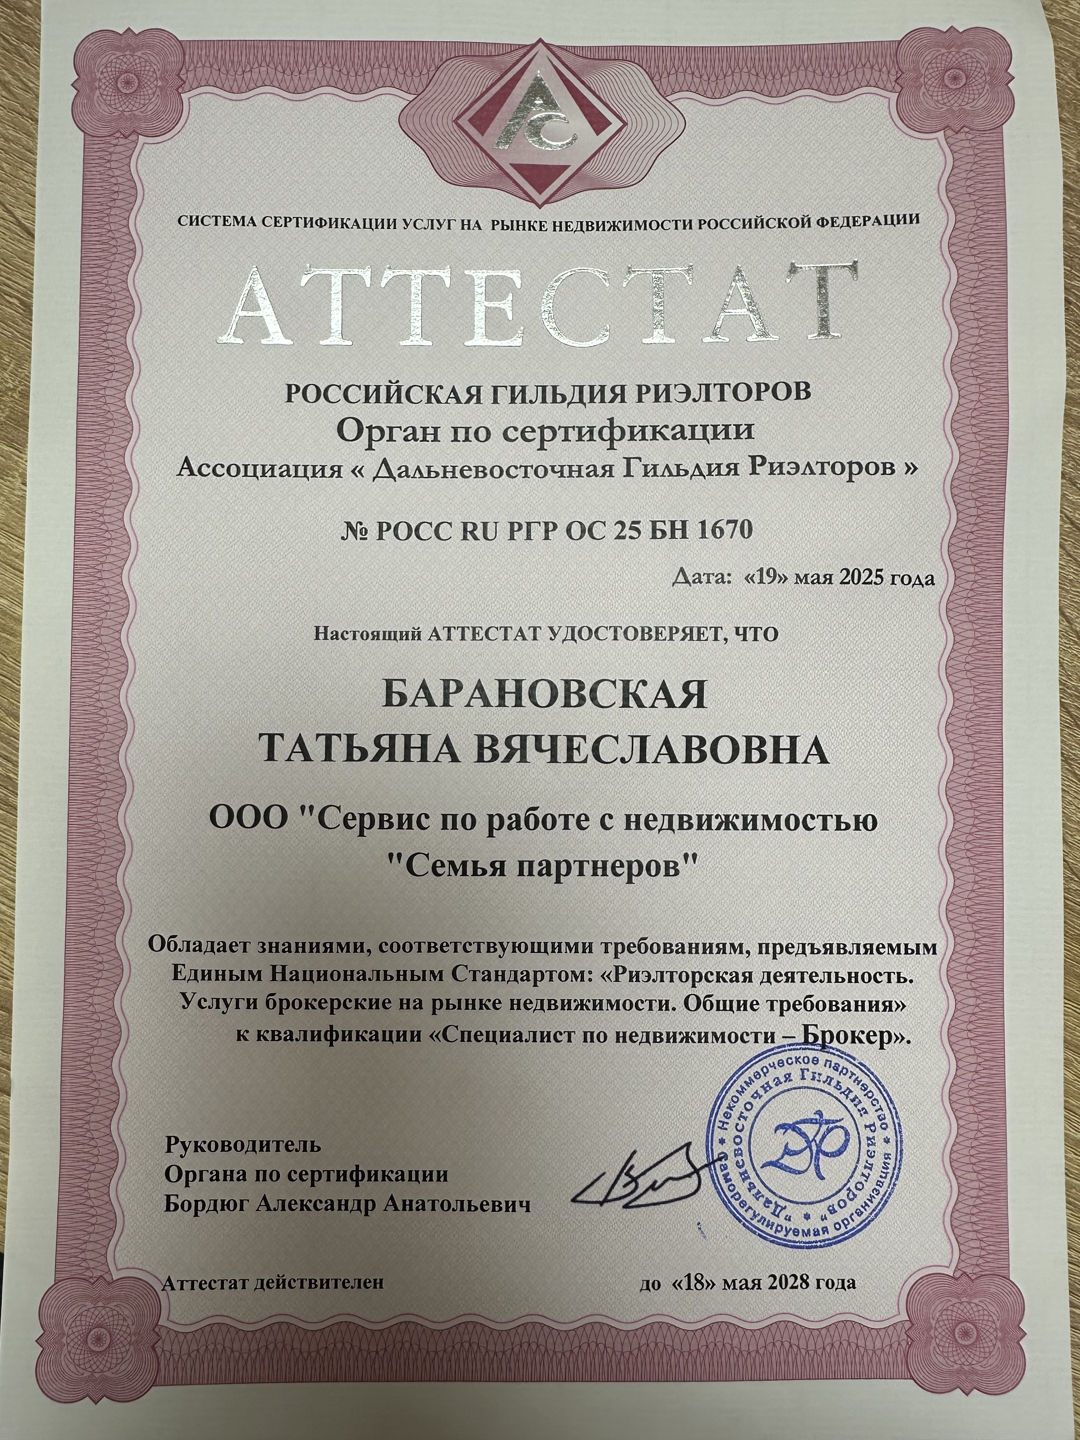 АС
СИСТЕМА СЕРТИФИКАЦИИ УСЛУГ НА РЫНКЕ НЕДВИЖИМОСТИ РОССИЙСКОЙ ФЕДЕРАЦИИ
АТТЕСТАТ
РОССИЙСКАЯ ГИЛЬДИЯ РИЭЛТОРОВ
Орган по сертификации
Ассоциация « Дальневосточная Гильдия Риэлторов »
№ РОСС RU РГР ОС 25 БН 1670
Дата: «19» мая 2025 года
Настоящий АТТЕСТАТ УДОСТОВЕРЯЕТ, ЧТО
БАРАНОВСКАЯ
ТАТЬЯНА ВЯЧЕСЛАВОВНА
ООО "Сервис по работе с недвижимостью
"Семья партнеров"
Обладает знаниями, соответствующими требованиям, предъявляемым
Единым Национальным Стандартом: «Риэлторская деятельность.
Услуги брокерские на рынке недвижимости. Общие требования»
к квалификации «Специалист по недвижимости – Брокер».
Некоммерческое партнерство
Саморегулируемая организация
"Дальневосточная Гильдия Риэлторов"
Руководитель
Органа по сертификации
Бордюг Александр Анатольевич
Аттестат действителен до «18» мая 2028 года